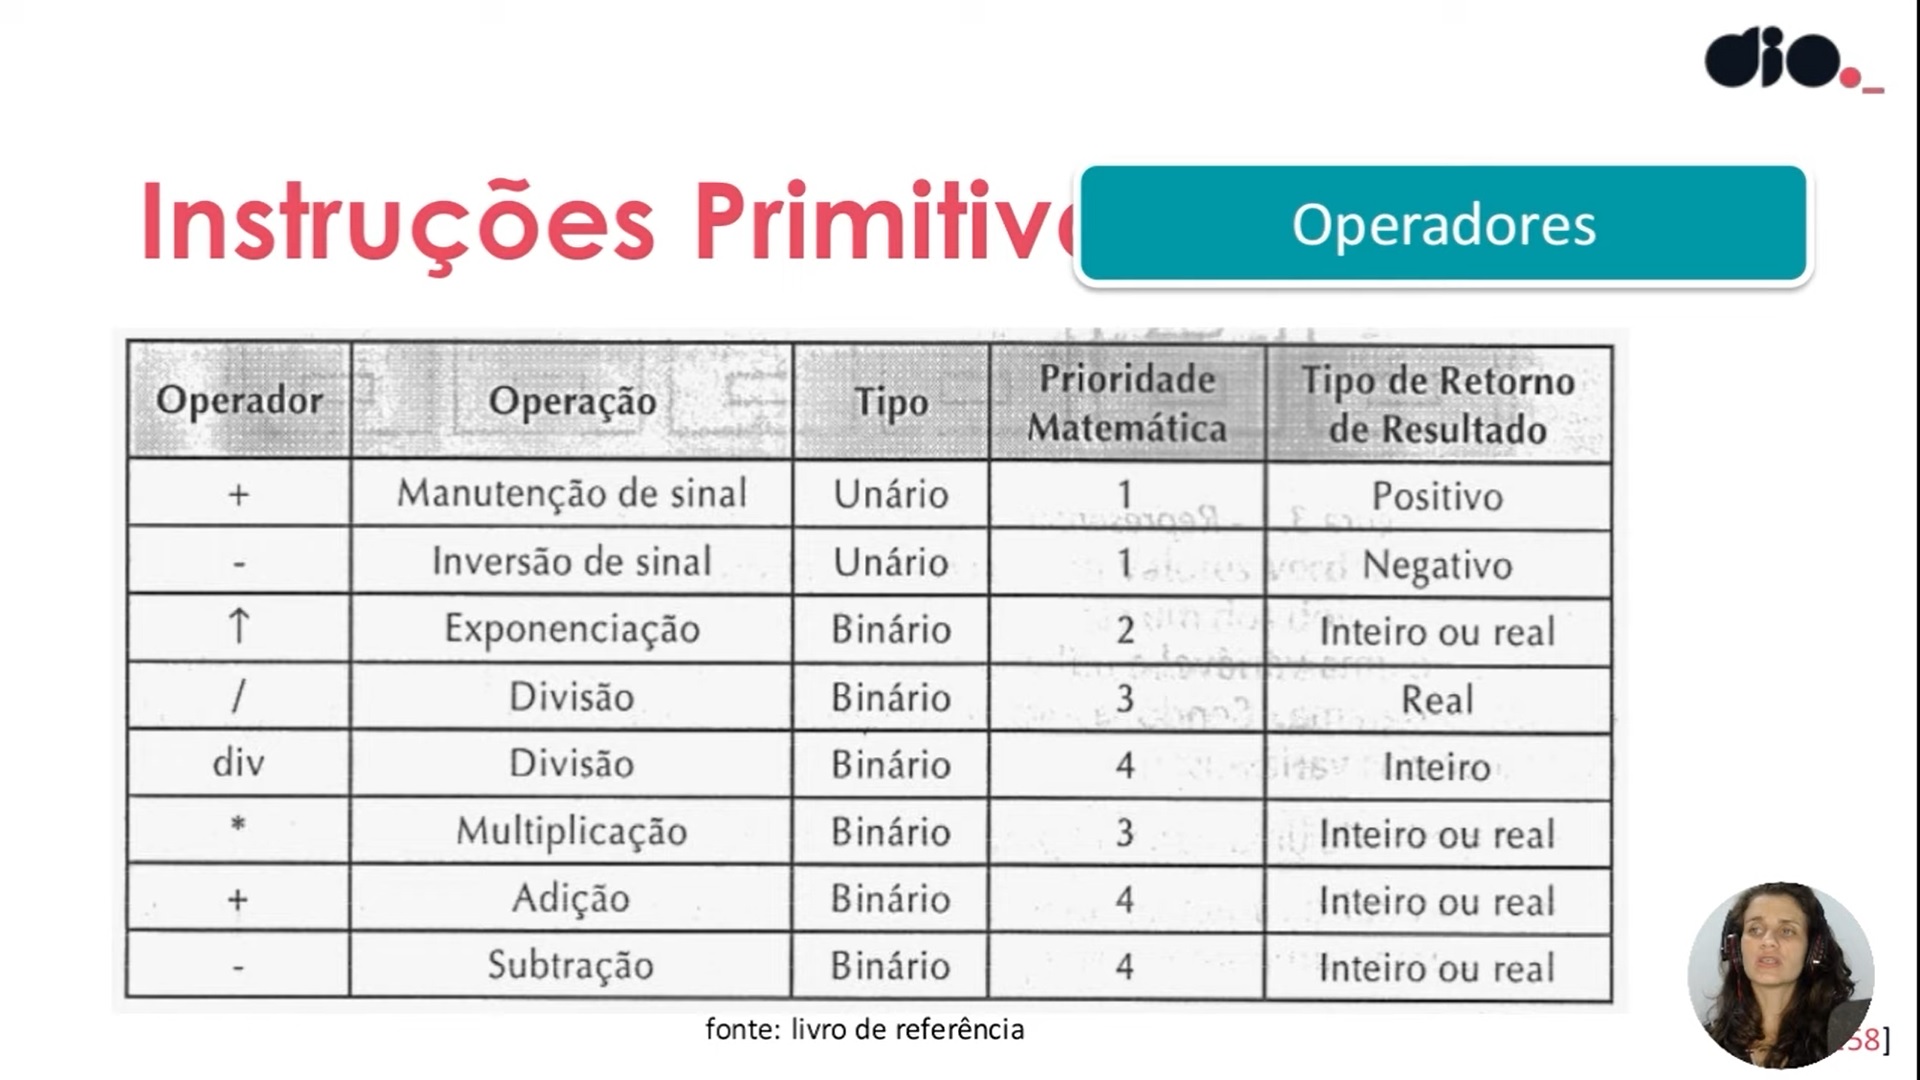 dio._
Instruções Primitiv
Operadores
Operador Operação Tipo Prioridade Matemática Tipo de Retorno de Resultado
+ Manutenção de sinal Unário 1 Positivo
- Inversão de sinal Unário 1 Negativo
↑ Exponenciação Binário 2 Inteiro ou real
/ Divisão Binário 3 Real
div Divisão Binário 4 Inteiro
* Multiplicação Binário 3 Inteiro ou real
+ Adição Binário 4 Inteiro ou real
- Subtração Binário 4 Inteiro ou real
fonte: livro de referência
58]